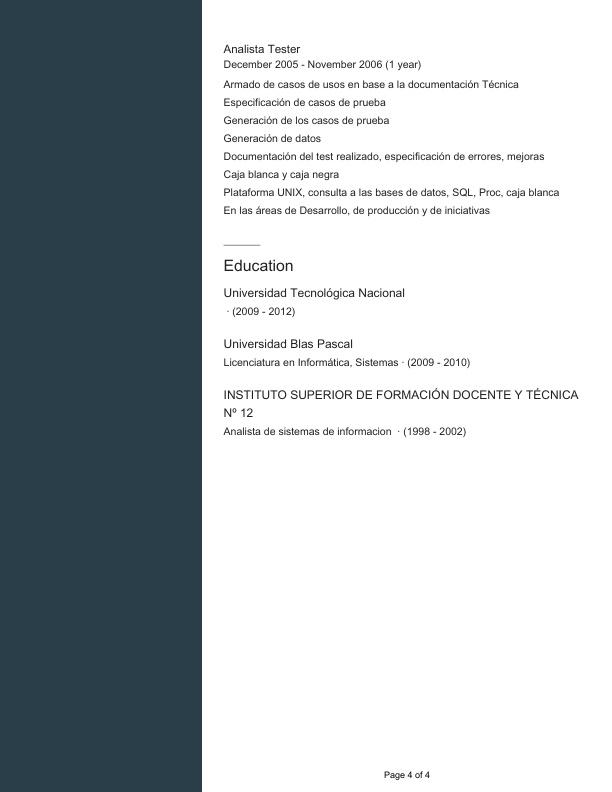 Analista Tester
December 2005 - November 2006 (1 year)
Armado de casos de usos en base a la documentación Técnica
Especificación de casos de prueba
Generación de los casos de prueba
Generación de datos
Documentación del test realizado, especificación de errores, mejoras
Caja blanca y caja negra
Plataforma UNIX, consulta a las bases de datos, SQL, Proc, caja blanca
En las áreas de Desarrollo, de producción y de iniciativas
Education
Universidad Tecnológica Nacional
· (2009 - 2012)
Universidad Blas Pascal
Licenciatura en Informática, Sistemas · (2009 - 2010)
INSTITUTO SUPERIOR DE FORMACIÓN DOCENTE Y TÉCNICA
Nº 12
Analista de sistemas de informacion · (1998 - 2002)
Page 4 of 4